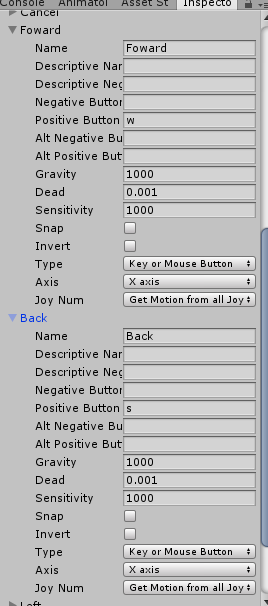 Console Animator Asset St Inspecto
Cancel
Foward
Name Foward
Descriptive Nar
Descriptive Neg
Negative Button
Positive Button w
Alt Negative Bu
Alt Positive But
Gravity 1000
Dead 0.001
Sensitivity 1000
Snap
Invert
Type Key or Mouse Button
Axis X axis
Joy Num Get Motion from all Joy
Back
Name Back
Descriptive Nar
Descriptive Neg
Negative Button
Positive Button s
Alt Negative Bu
Alt Positive But
Gravity 1000
Dead 0.001
Sensitivity 1000
Snap
Invert
Type Key or Mouse Button
Axis X axis
Joy Num Get Motion from all Joy
Left